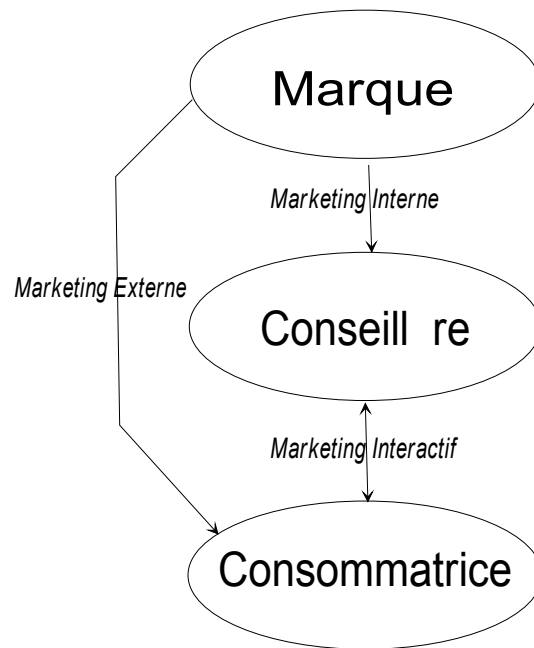 Marque
Marketing Interne
Marketing Externe
Conseill re
Marketing Interactif
Consommatrice